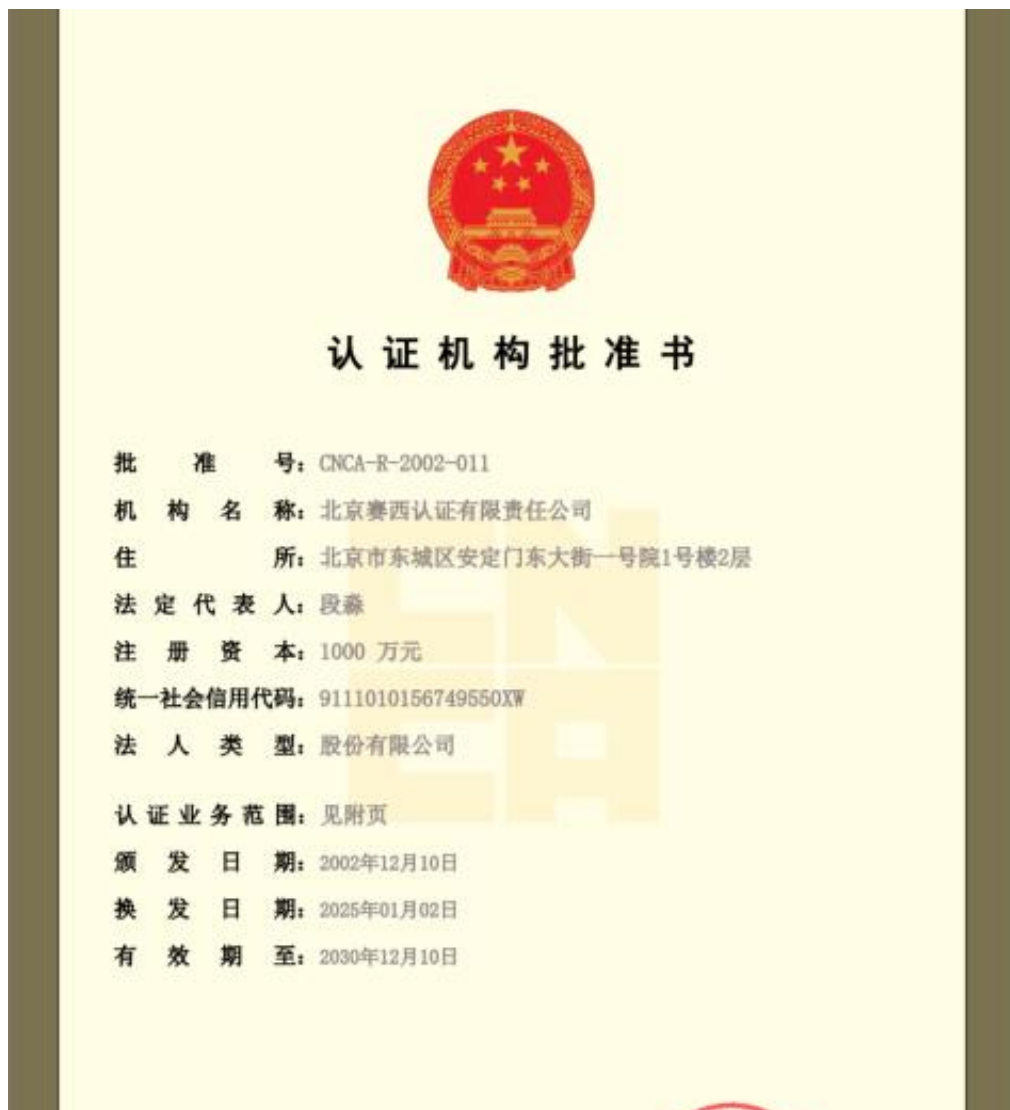 认证机构批准书
批准号：CNCA-R-2002-011
机构名称：北京赛西认证有限责任公司
住所：北京市东城区安定门东大街一号院1号楼2层
法定代表人：段淼
注册资本：1000 万元
统一社会信用代码：91110101567495​50XW
法人类型：股份有限公司
认证业务范围：见附页
颁发日期：2002年12月10日
换发日期：2025年01月02日
有效期至：2030年12月10日
CN
CA